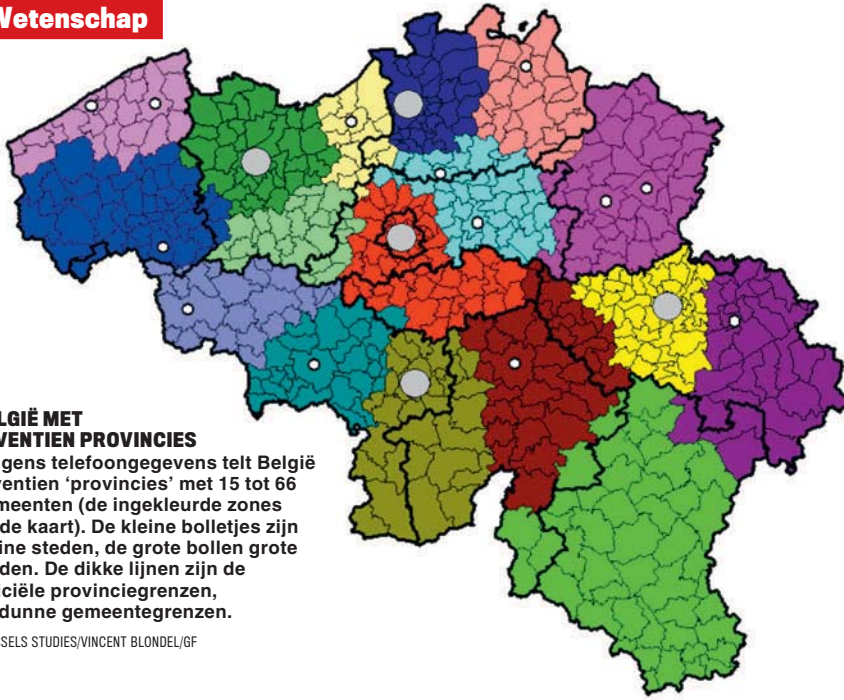 Wetenschap
LGIË MET
VENTIEN PROVINCIES
gens telefoongegevens telt België
ventien ‘provincies’ met 15 tot 66
meenten (de ingekleurde zones
de kaart). De kleine bolletjes zijn
ine steden, de grote bollen grote
den. De dikke lijnen zijn de
iciële provinciegrenzen,
dunne gemeentegrenzen.
SELS STUDIES/VINCENT BLONDEL/GF